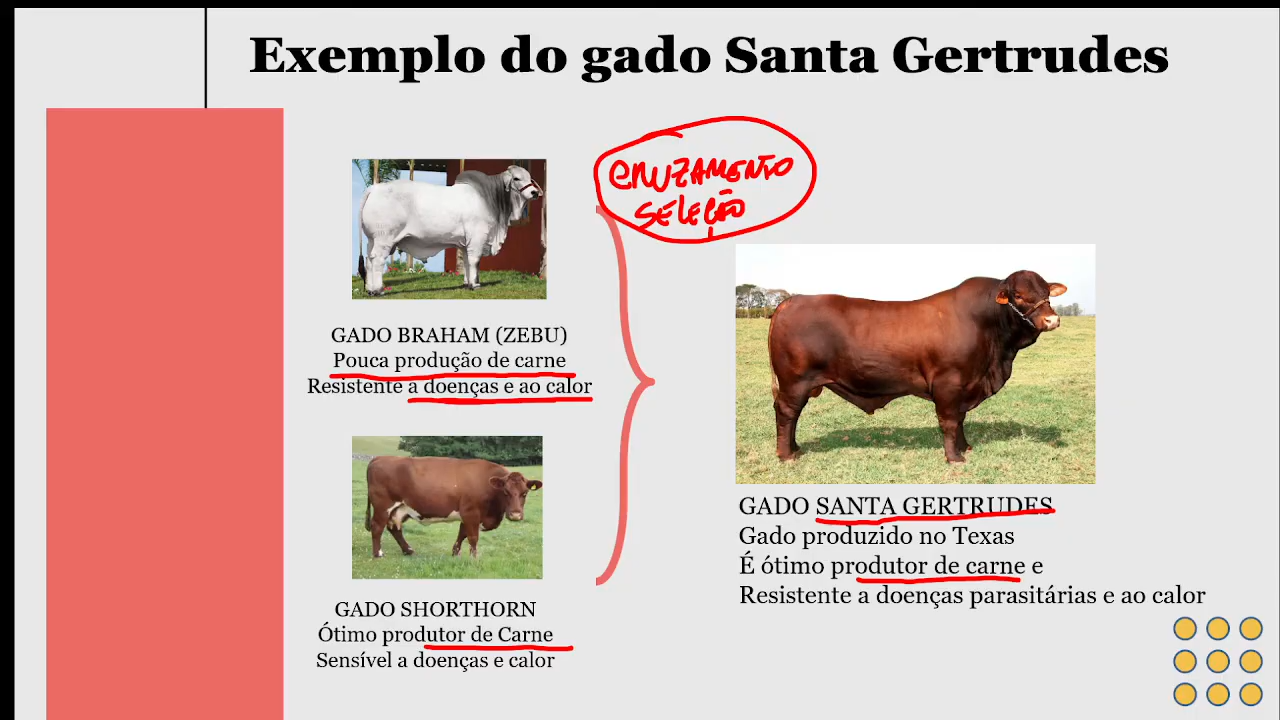 Exemplo do gado Santa Gertrudes
CRUZAMENTO
SELEÇÃO
GADO BRAHAM (ZEBU)
Pouca produção de carne
Resistente a doenças e ao calor
GADO SHORTHORN
Ótimo produtor de Carne
Sensível a doenças e calor
GADO SANTA GERTRUDES
Gado produzido no Texas
É ótimo produtor de carne e
Resistente a doenças parasitárias e ao calor